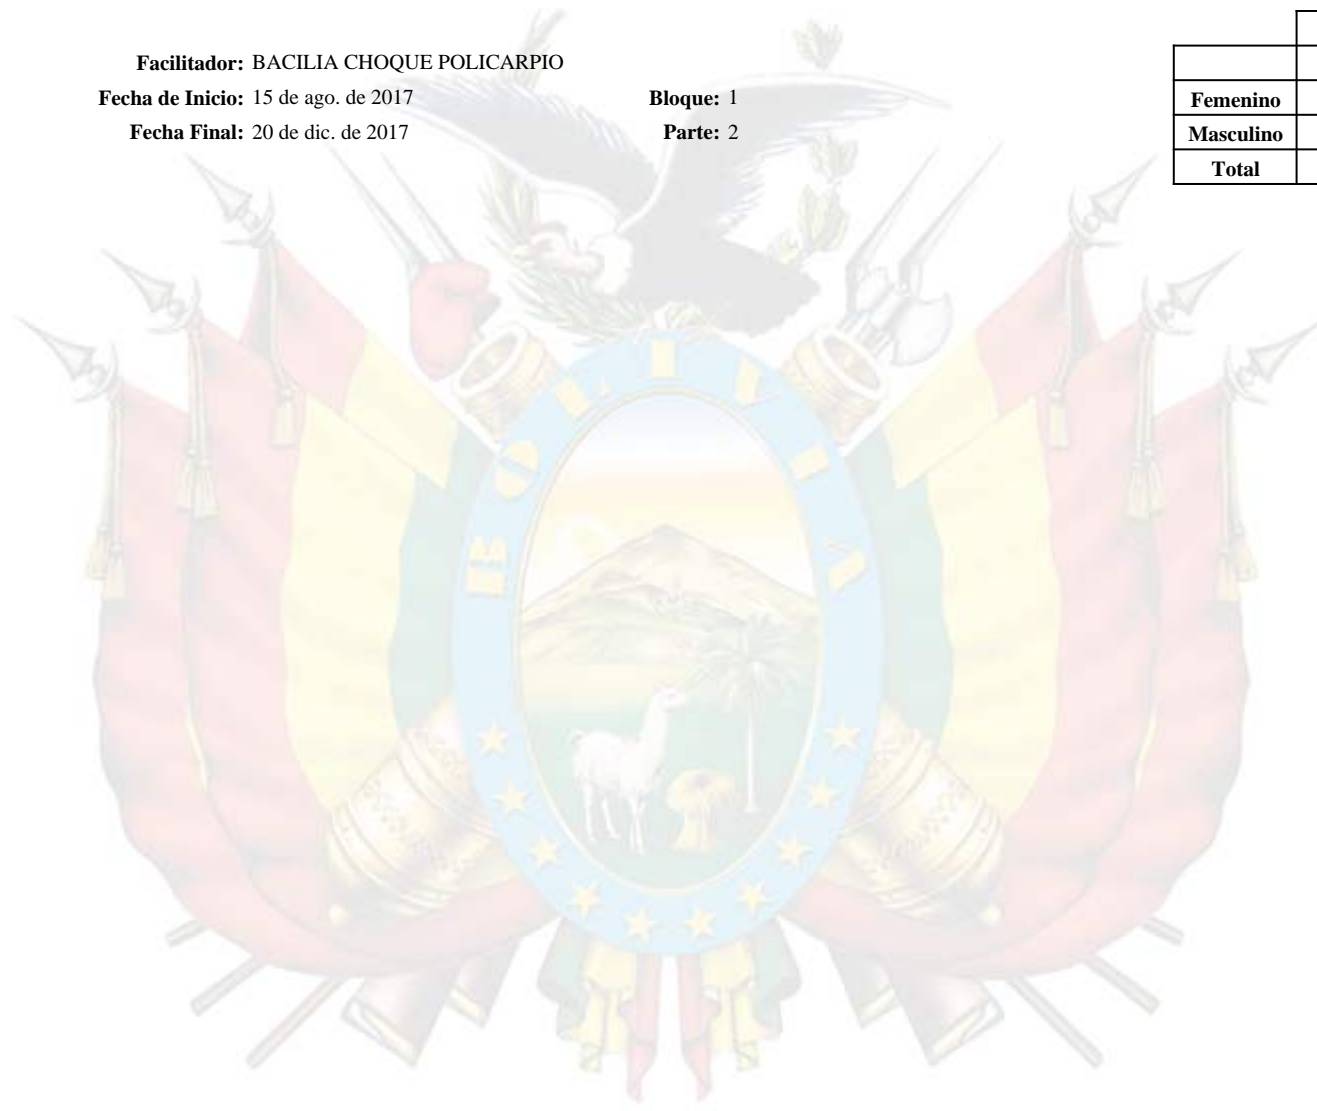 Facilitador: BACILIA CHOQUE POLICARPIO
Fecha de Inicio: 15 de ago. de 2017 Bloque: 1
Fecha Final: 20 de dic. de 2017 Parte: 2
Femenino
Masculino
Total
BOLIVIA